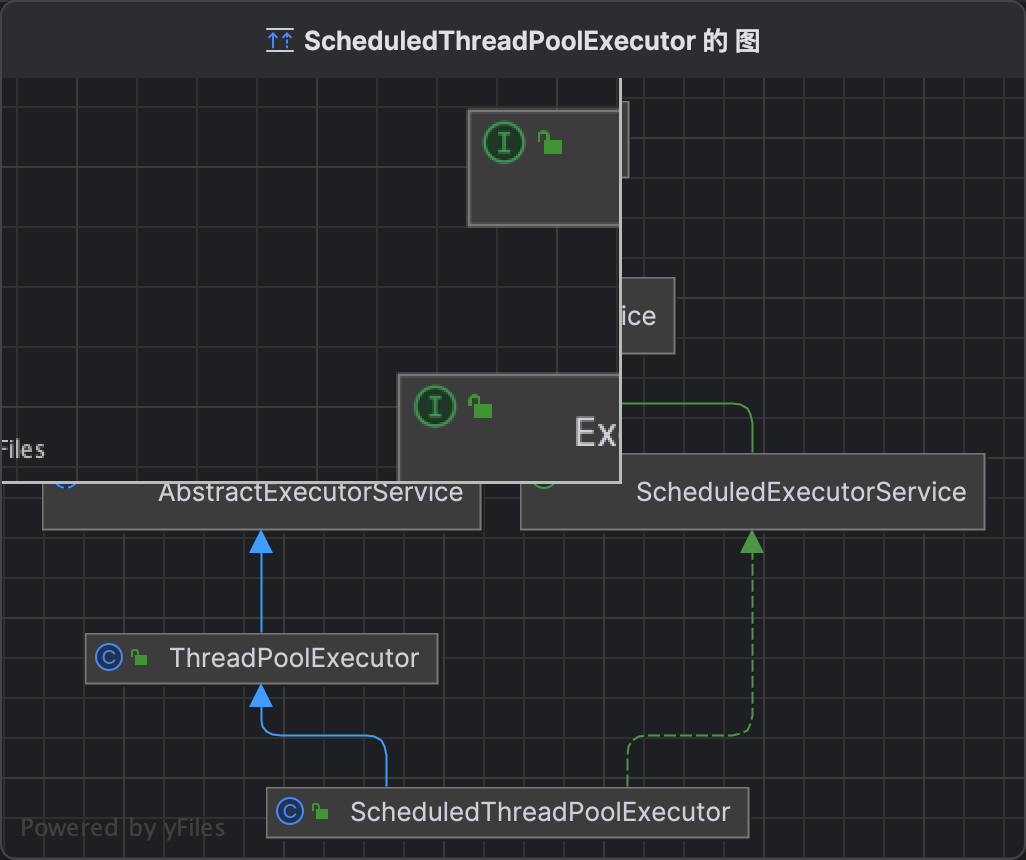 ScheduledThreadPoolExecutor 的 图
I
ice
I
Ex
Files
AbstractExecutorService
ScheduledExecutorService
C ThreadPoolExecutor
C ScheduledThreadPoolExecutor
Powered by yFiles